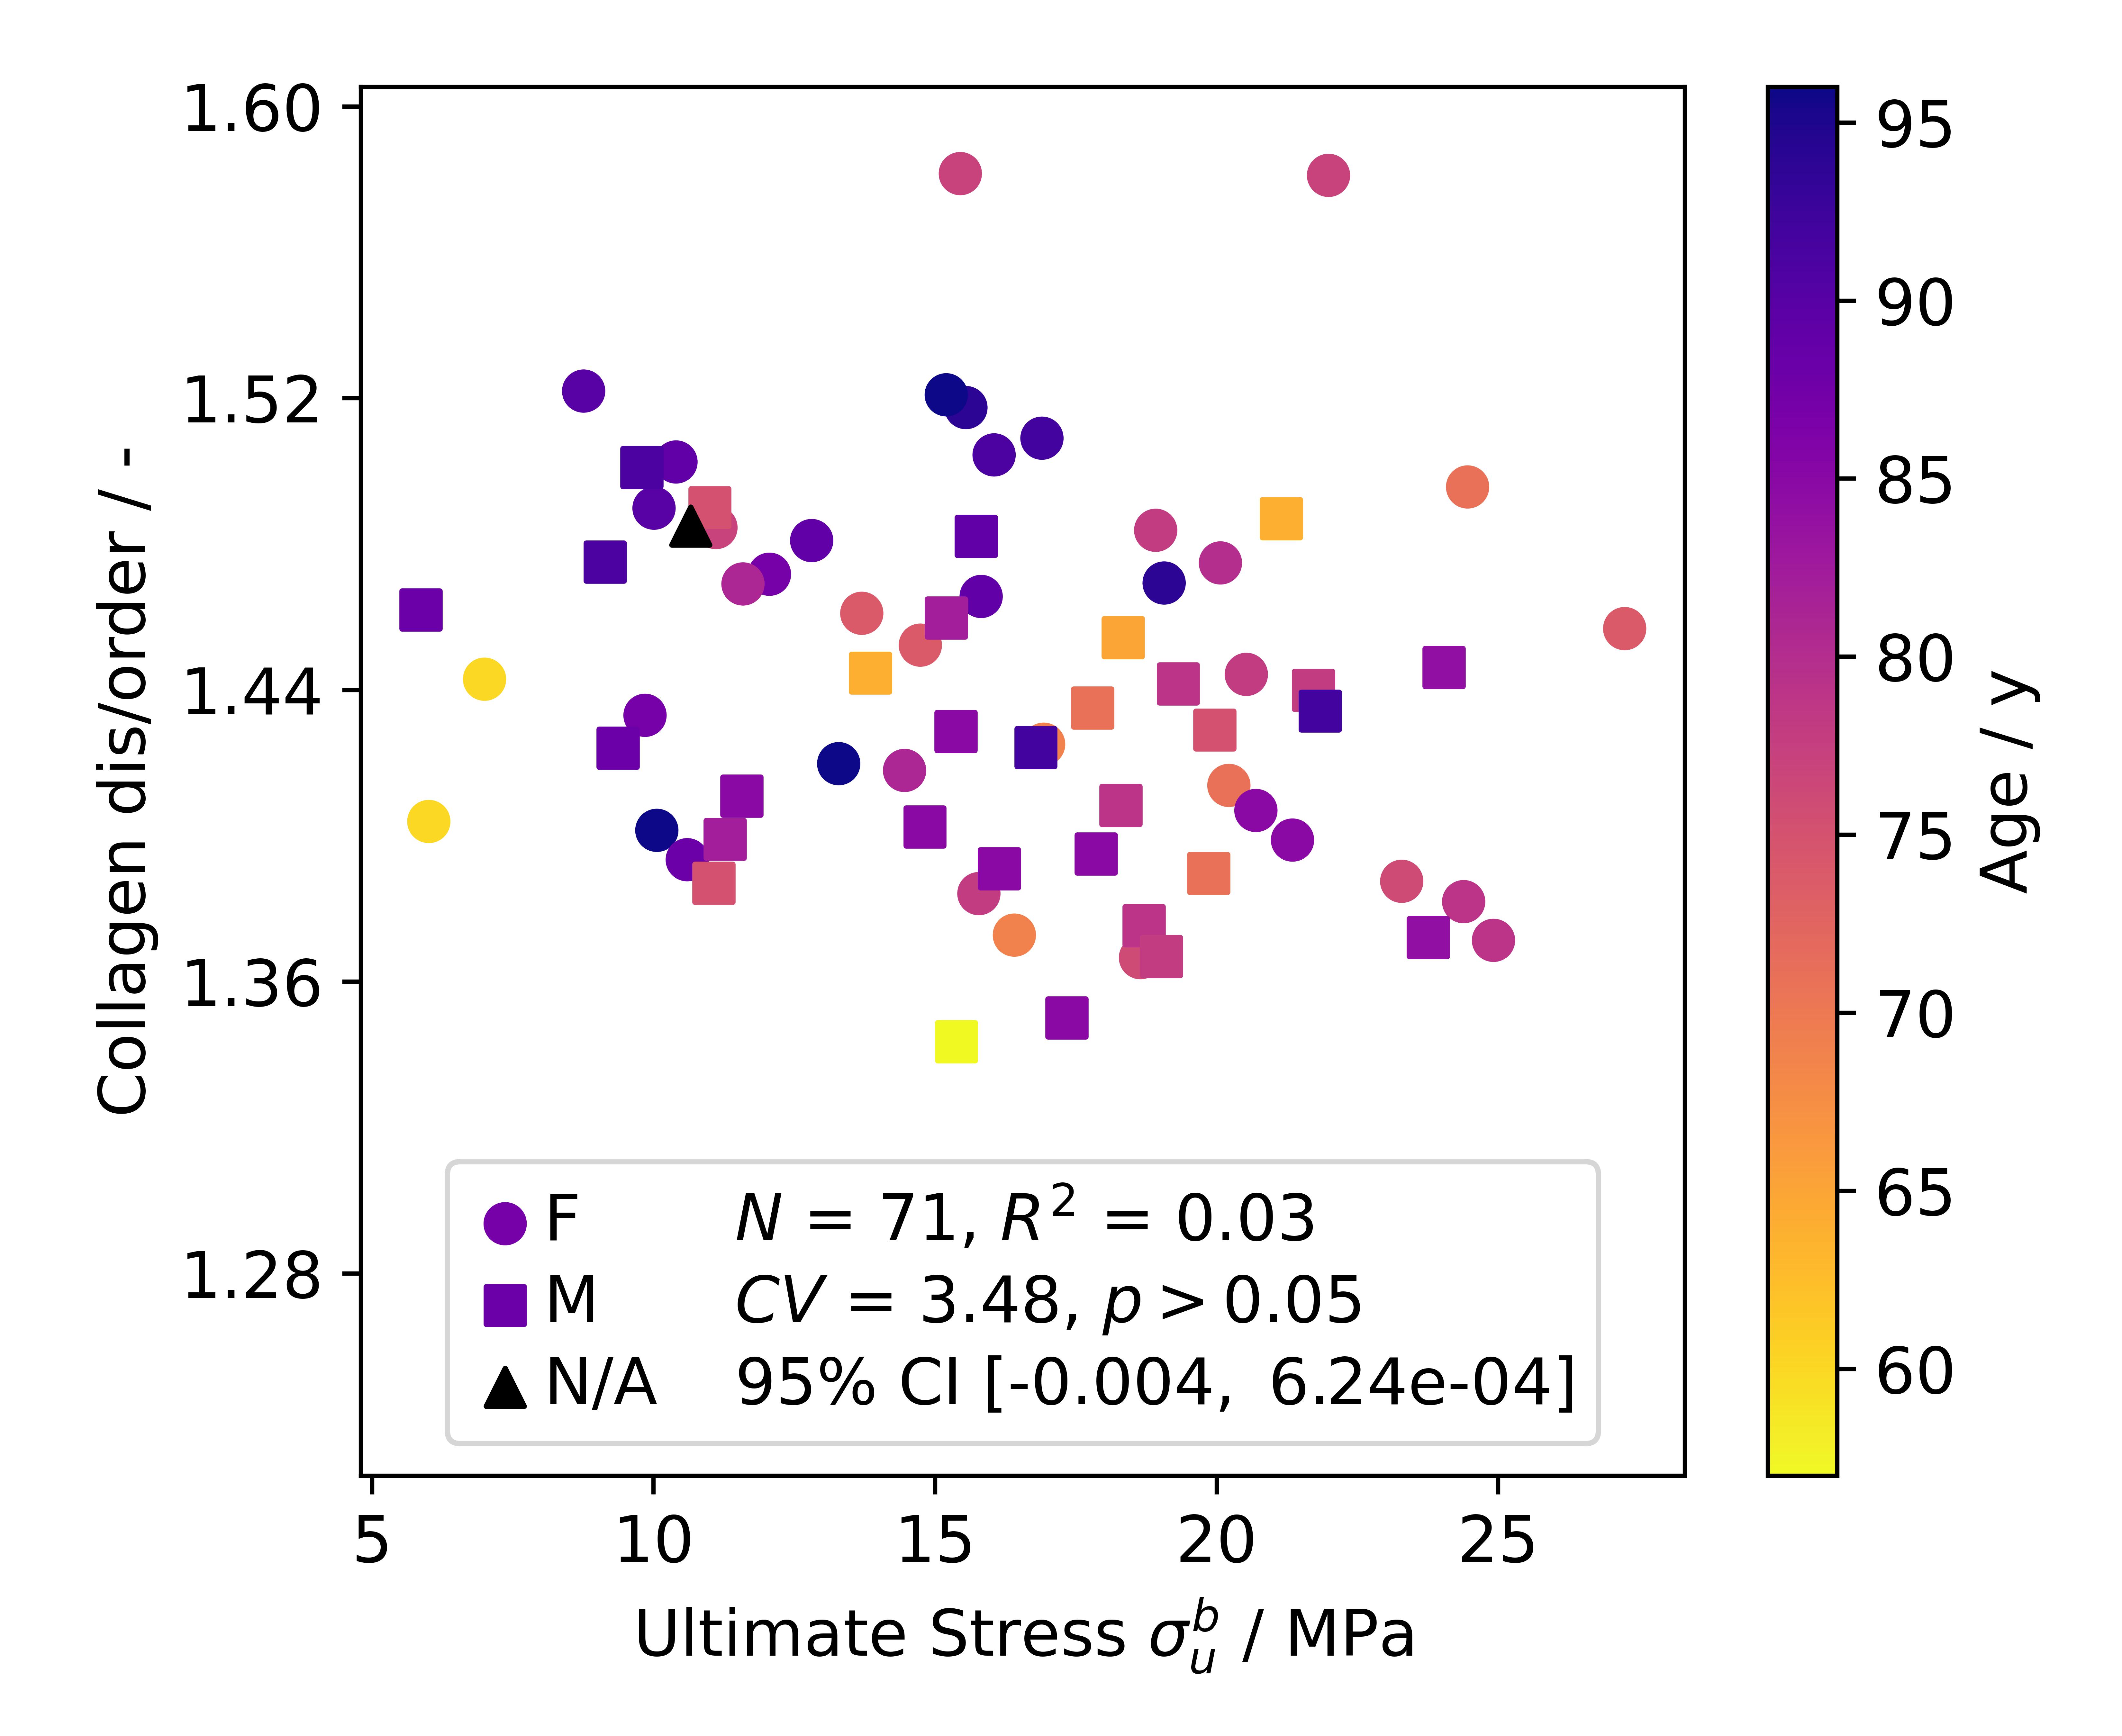 1.60
1.52
1.44
1.36
1.28
Collagen dis/order / -
F N = 71, R² = 0.03
M CV = 3.48, p > 0.05
N/A 95% CI [-0.004, 6.24e-04]
5 10 15 20 25
Ultimate Stress σᵇᵤ / MPa
95
90
85
80
75
70
65
60
Age / y